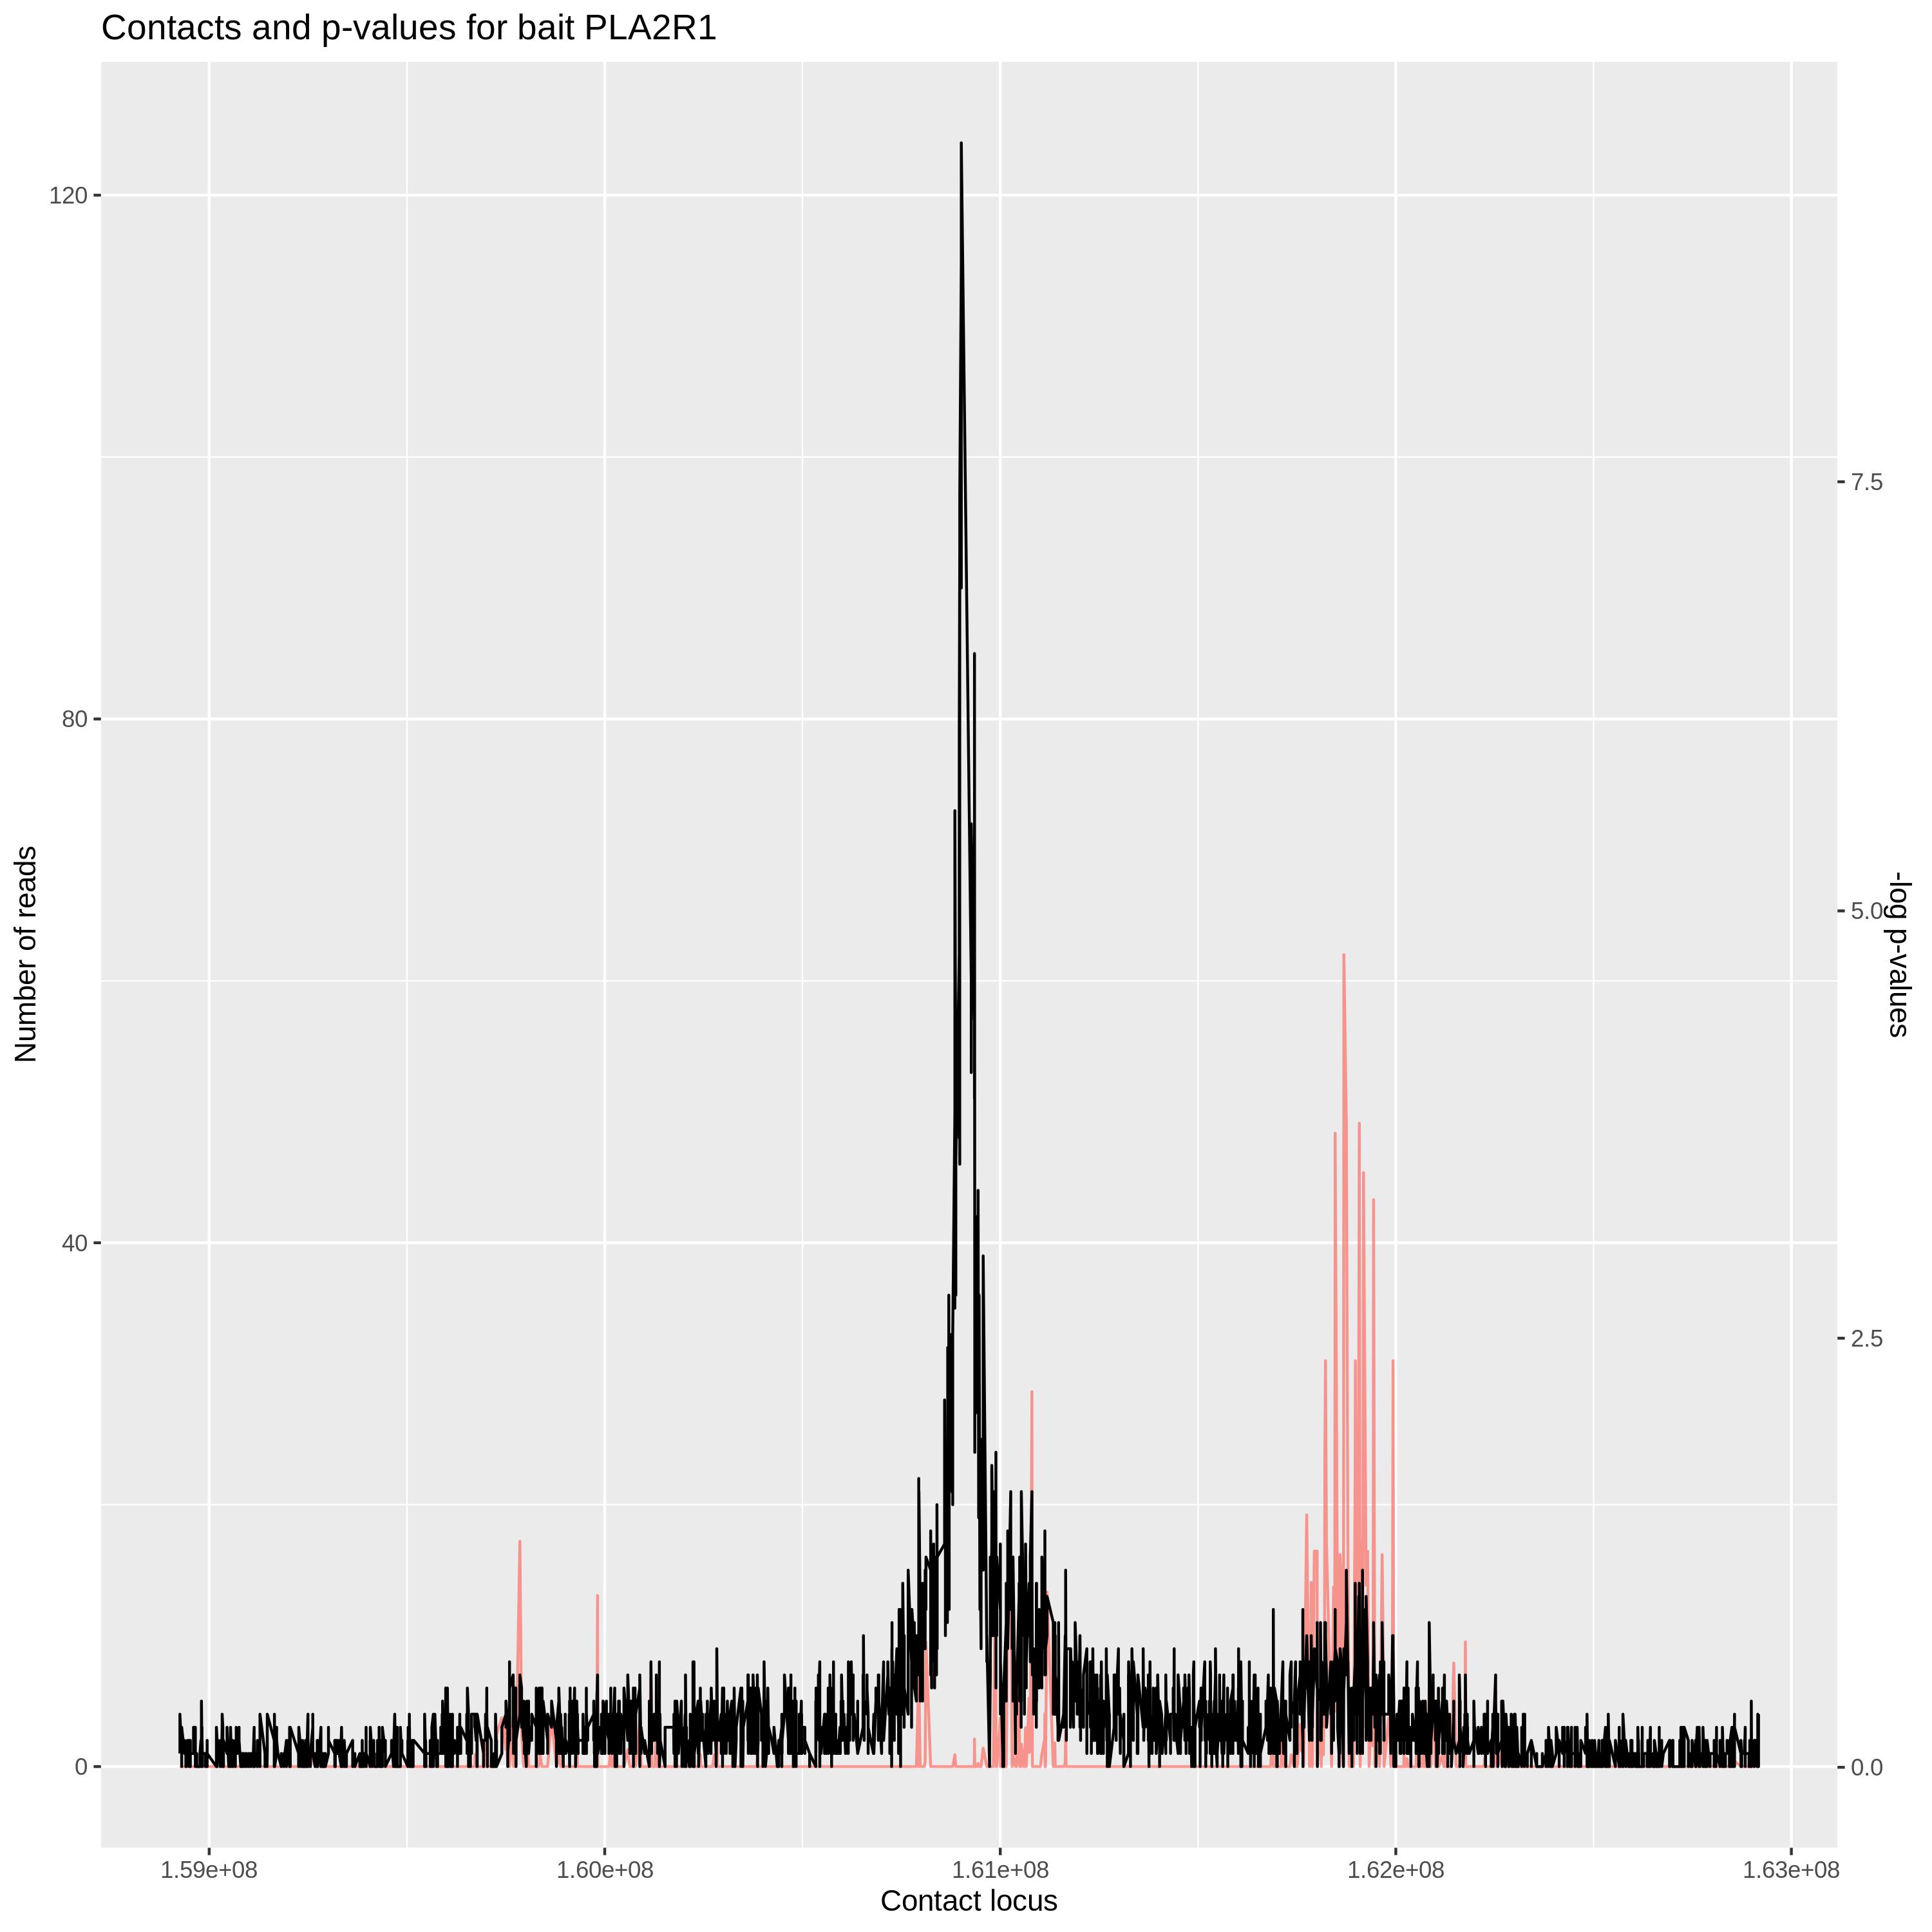 Contacts and p-values for bait PLA2R1
120
80
40
0
Number of reads
7.5
5.0
2.5
0.0
-log p-values
1.59e+08
1.60e+08
1.61e+08
1.62e+08
1.63e+08
Contact locus